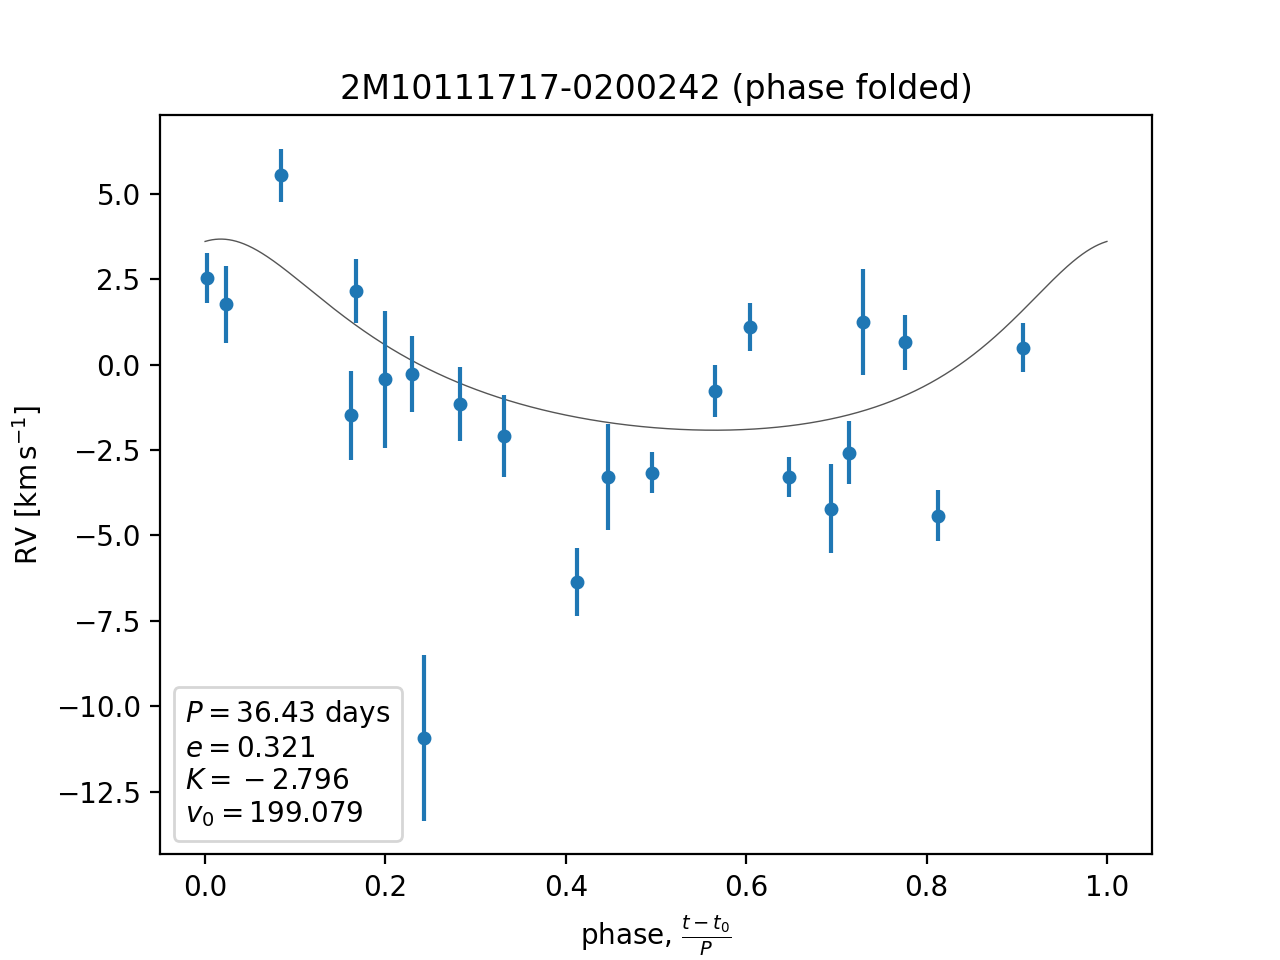 2M10111717-0200242 (phase folded)
RV [km s⁻¹]
5.0
2.5
0.0
−2.5
−5.0
−7.5
−10.0
−12.5
P = 36.43 days
e = 0.321
K = −2.796
v₀ = 199.079
0.0 0.2 0.4 0.6 0.8 1.0
phase, (t − t₀)/P